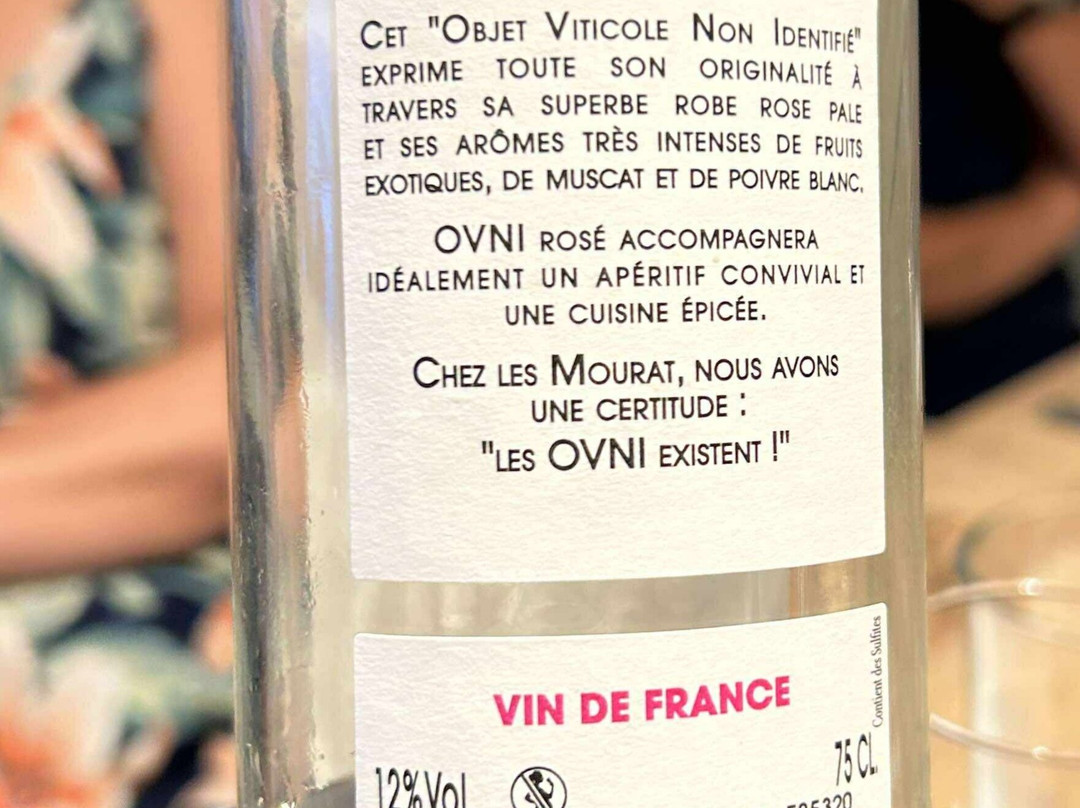 Cet "Objet Viticole Non Identifié"
exprime toute son originalité à
travers sa superbe robe rose pale
et ses arômes très intenses de fruits
exotiques, de muscat et de poivre blanc.
OVNI rosé accompagnera
idéalement un apéritif convivial et
une cuisine épicée.
Chez les Mourat, nous avons
une certitude :
"les OVNI existent !"
Contient des Sulfites
VIN DE FRANCE
75 CL.
12%Vol